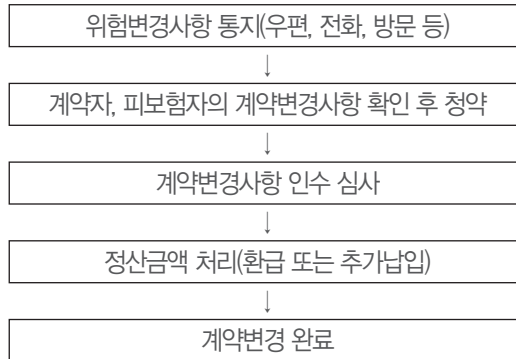 위험변경사항 통지(우편, 전화, 방문 등)
↓
계약자, 피보험자의 계약변경사항 확인 후 청약
↓
계약변경사항 인수 심사
↓
정산금액 처리(환급 또는 추가납입)
↓
계약변경 완료